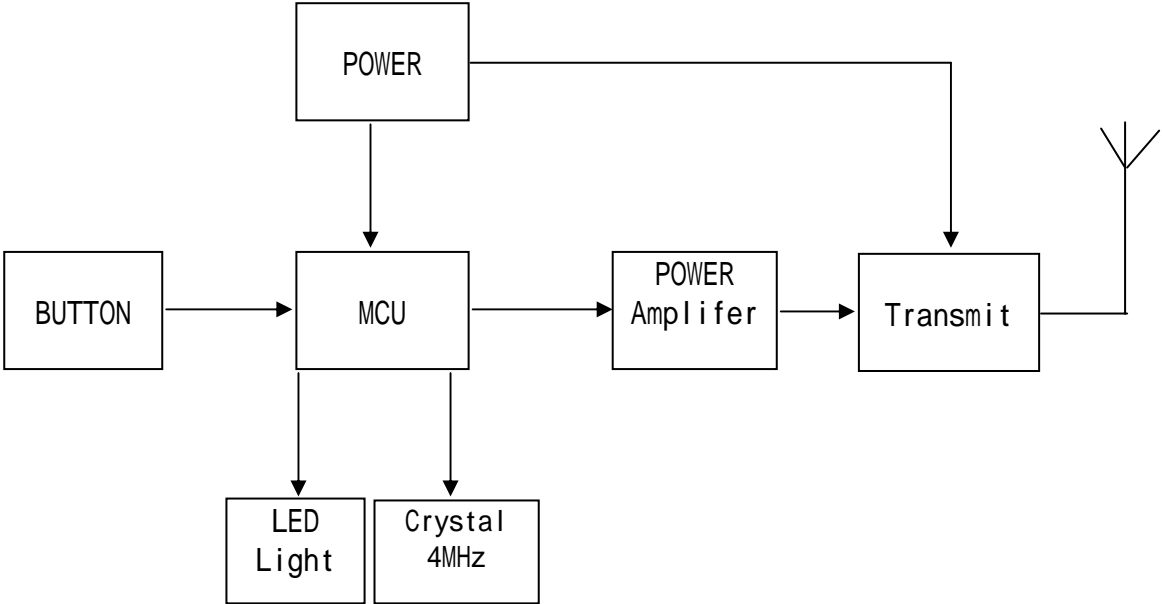 POWER
BUTTON
MCU
POWER
Amplifer
Transmit
LED
Light
Crystal
4MHz